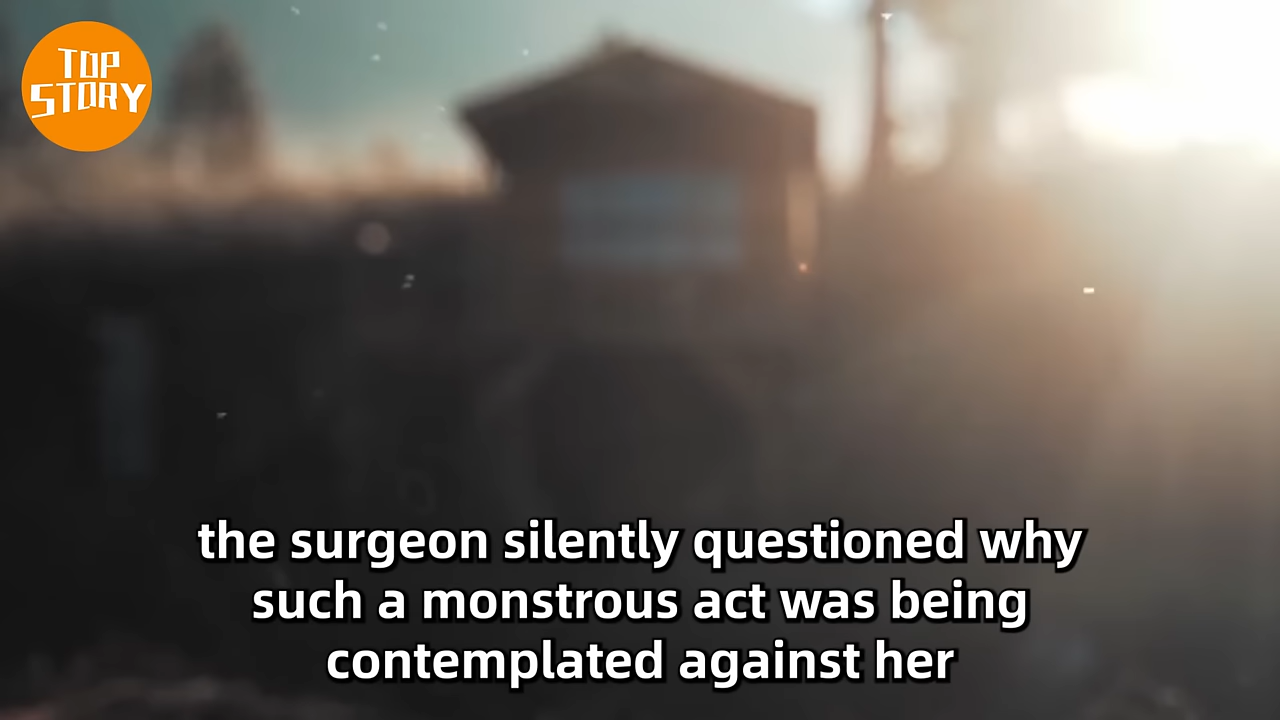 TOP
STORY
the surgeon silently questioned why
such a monstrous act was being
contemplated against her